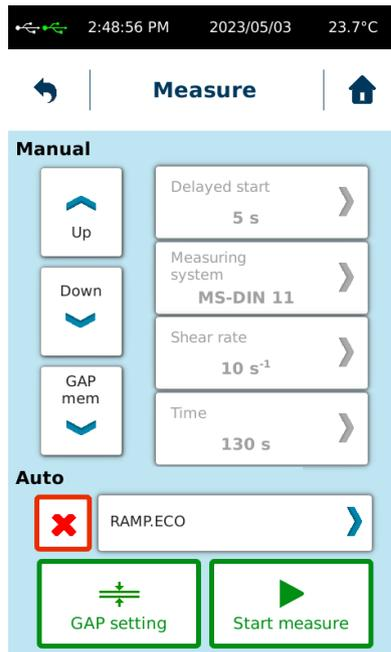 2:48:56 PM 2023/05/03 23.7°C
Measure
Manual
Up
Down
GAP
mem
Delayed start
5 s
Measuring
system
MS-DIN 11
Shear rate
10 s⁻¹
Time
130 s
Auto
RAMP.ECO
GAP setting
Start measure